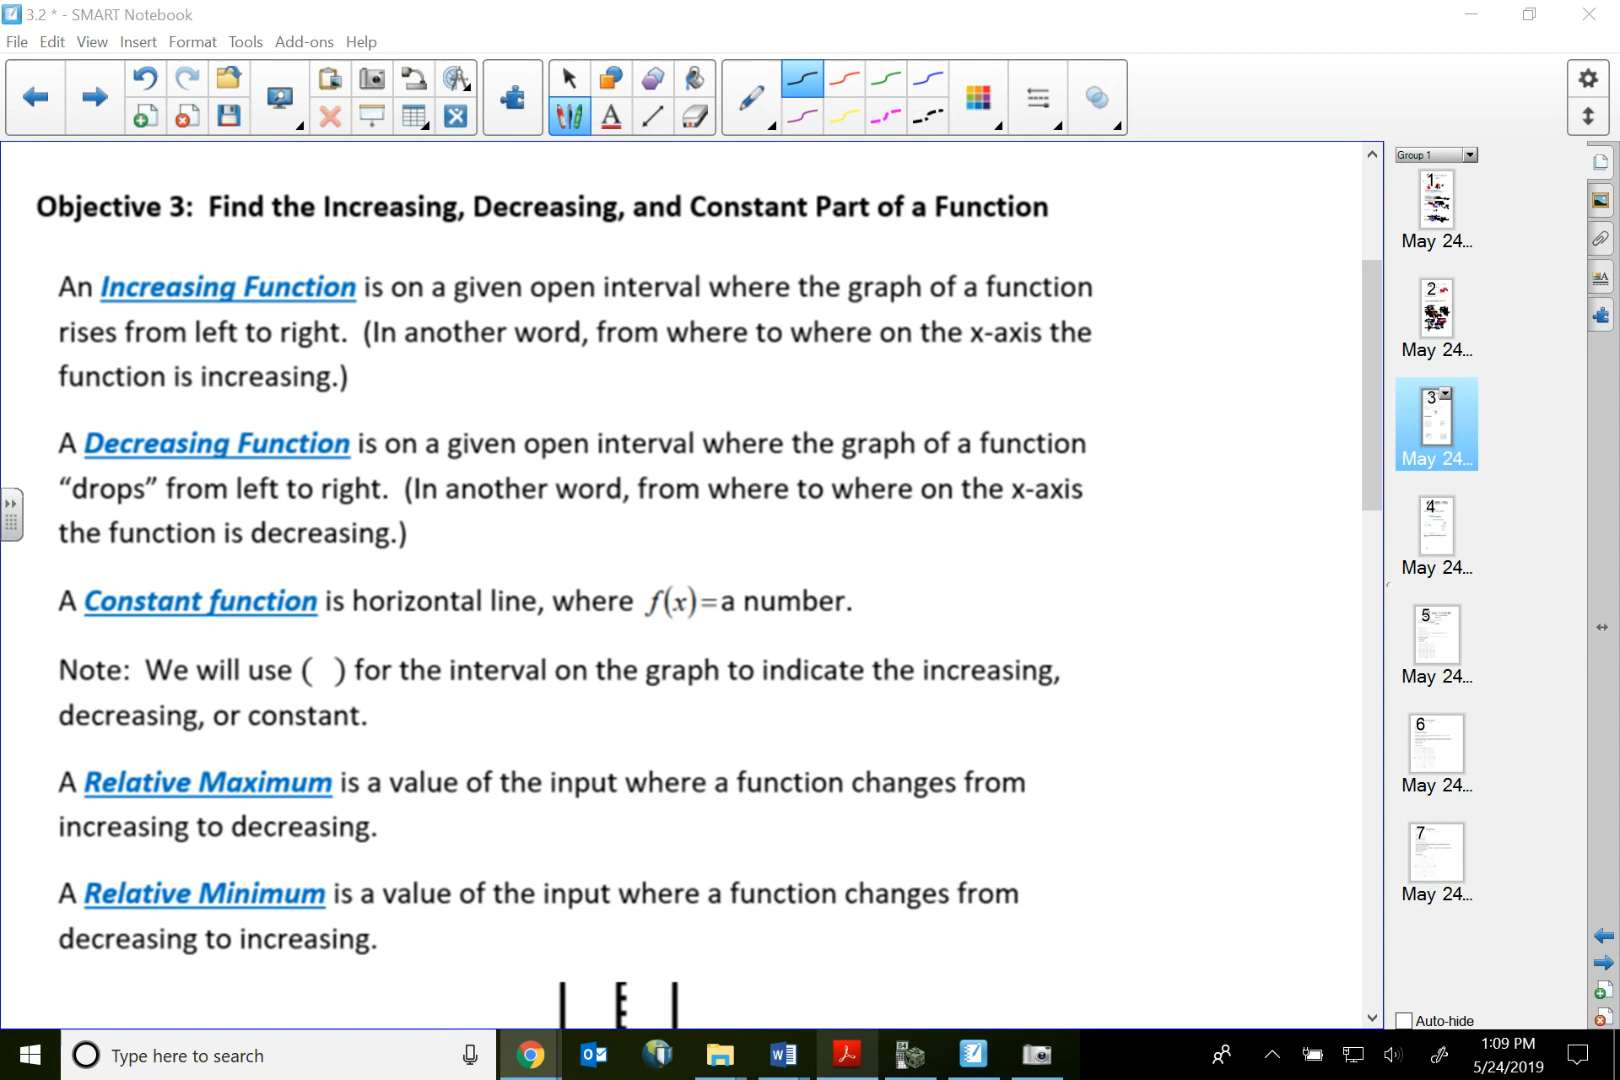 3.2 * - SMART Notebook
File Edit View Insert Format Tools Add-ons Help
Group 1
Objective 3:  Find the Increasing, Decreasing, and Constant Part of a Function
An Increasing Function is on a given open interval where the graph of a function
rises from left to right.  (In another word, from where to where on the x-axis the
function is increasing.)
A Decreasing Function is on a given open interval where the graph of a function
“drops” from left to right.  (In another word, from where to where on the x-axis
the function is decreasing.)
A Constant function is horizontal line, where f(x)=a number.
Note:  We will use (  ) for the interval on the graph to indicate the increasing,
decreasing, or constant.
A Relative Maximum is a value of the input where a function changes from
increasing to decreasing.
A Relative Minimum is a value of the input where a function changes from
decreasing to increasing.
1
May 24...
2
May 24...
3
May 24...
4
May 24...
5
May 24...
6
May 24...
7
May 24...
Auto-hide
Type here to search
1:09 PM
5/24/2019